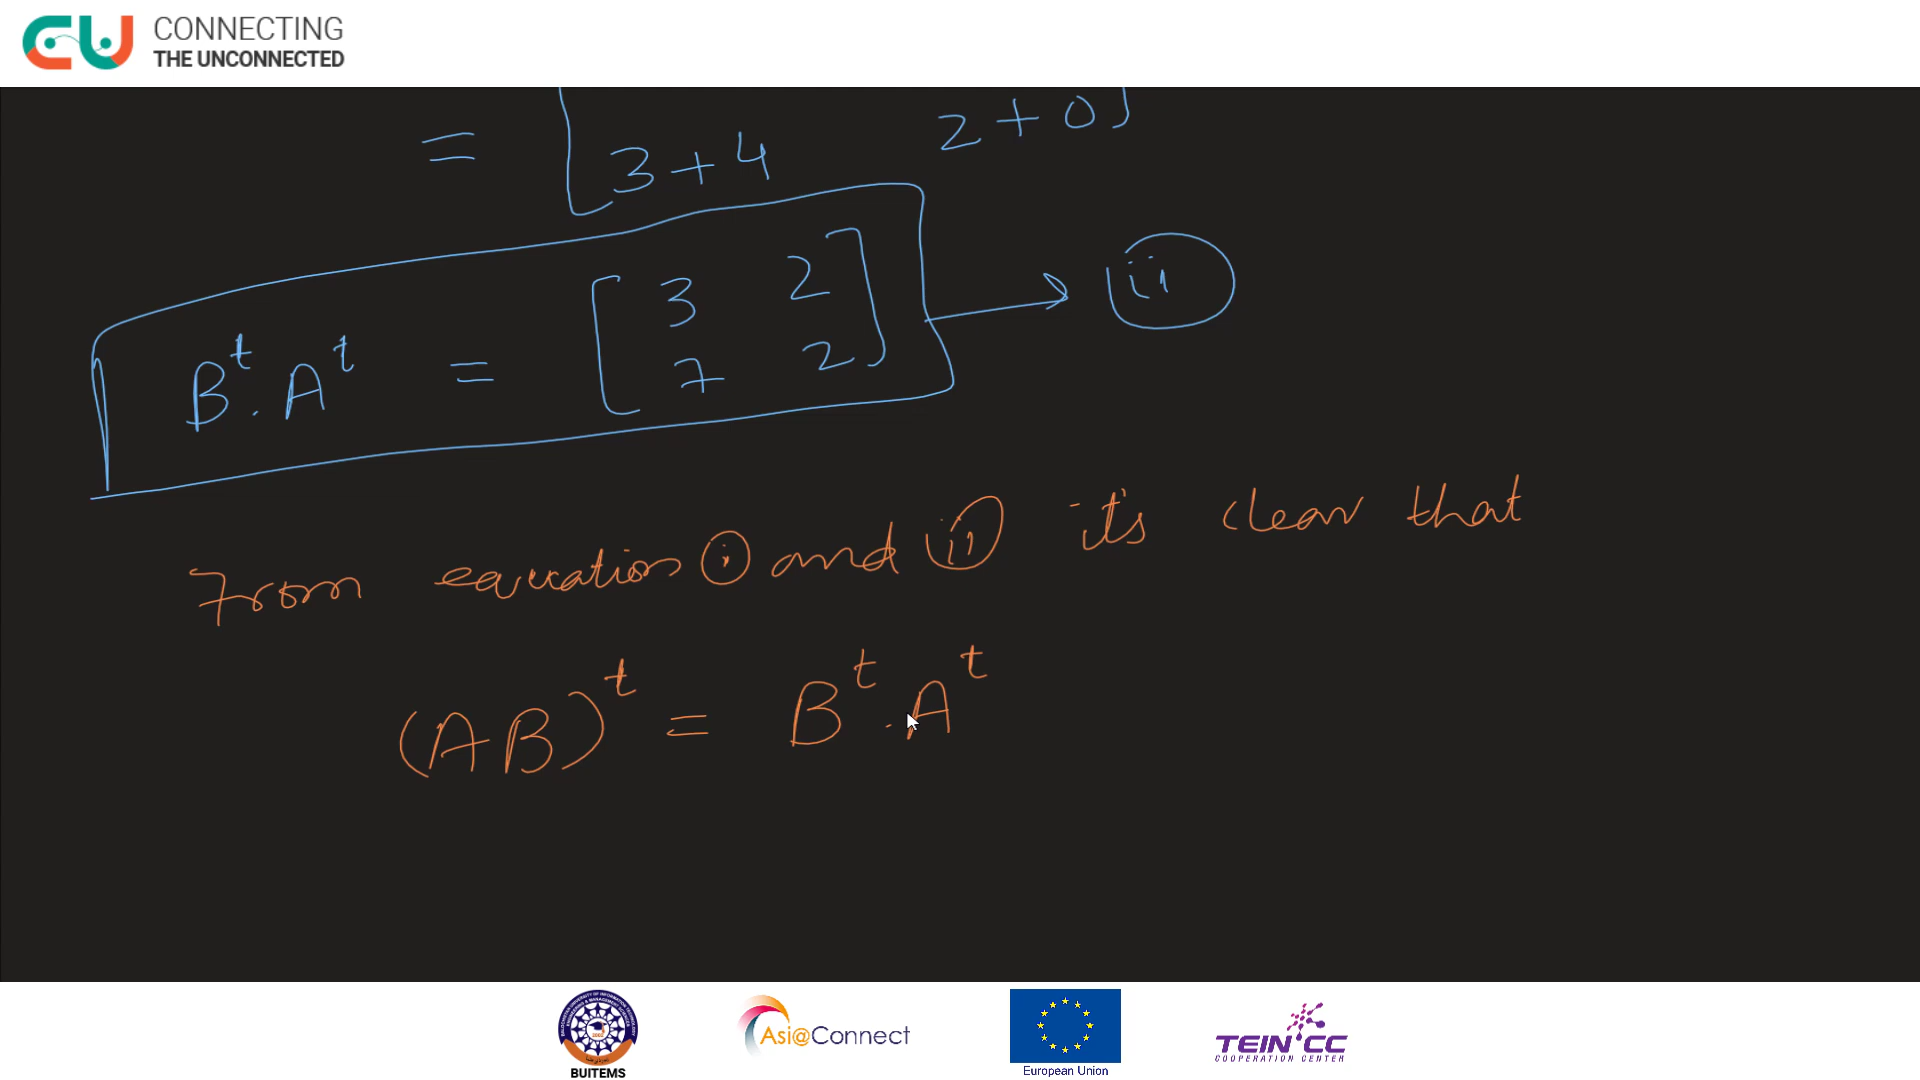 CONNECTING
THE UNCONNECTED
= [ 3+4 2+0 ]
B^t . A^t = [ 3 2
7 2 ] → ii
From equation i and ii it's clear that
(AB)^t = B^t . A^t
BUITEMS
Asi@Connect
European Union
TEIN*CC
COOPERATION CENTER